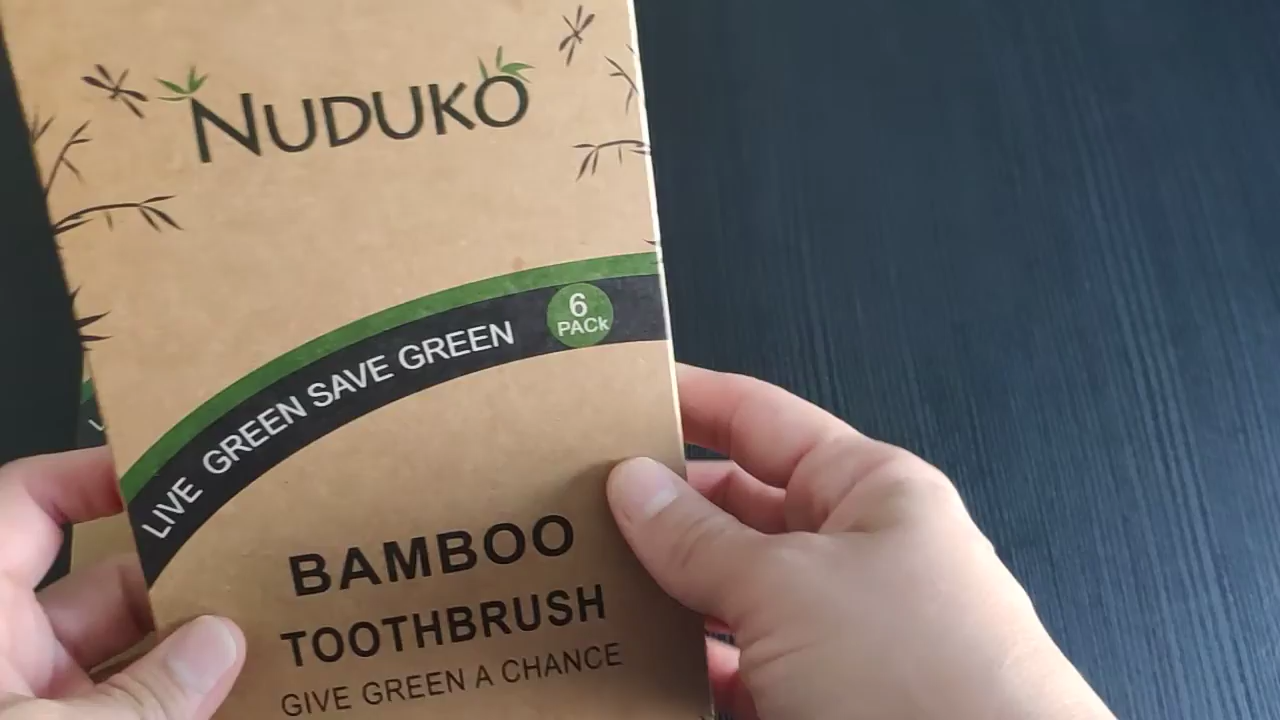 NUDUKO
LIVE GREEN SAVE GREEN
6
PACk
BAMBOO
TOOTHBRUSH
GIVE GREEN A CHANCE